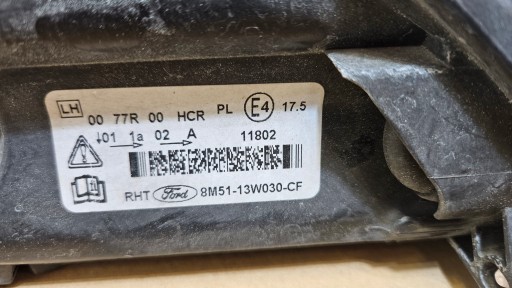 LH 00 77R 00 HCR PL E4 17.5
↓01 1a 02 A 11802
RHT Ford 8M51-13W030-CF